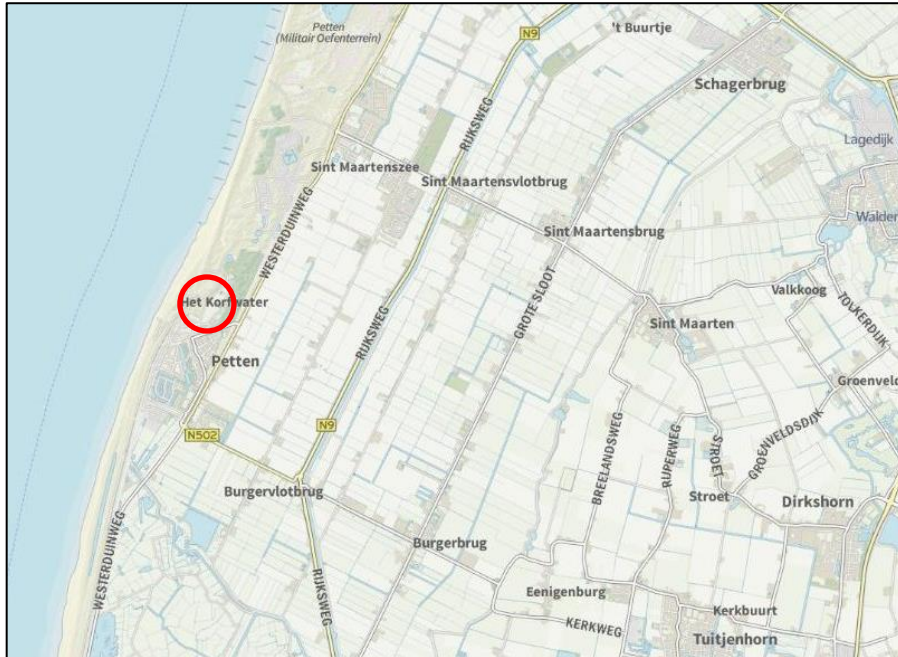 Petten
(Militair Oefenterrein)
N9
't Buurtje
Schagerbrug
Lagedijk
RIJKSWEG
Sint Maartenszee
Sint Maartensvlotbrug
WESTERDUINWEG
Sint Maartensbrug
Walder
Valkkoog
Het Korfwater
GROTE SLOOT
TOLKERDIJK
Sint Maarten
RIJKSWEG
Petten
Groenveld
N502
N9
BREELANDSWEG
RIJPERWEG
STROET
GROENVELDSDIJK
Burgervlotbrug
Stroet
Dirkshorn
WESTERDUINWEG
Burgerbrug
RIJKSWEG
Eenigenburg
KERKWEG
Kerkbuurt
Tuitjenhorn